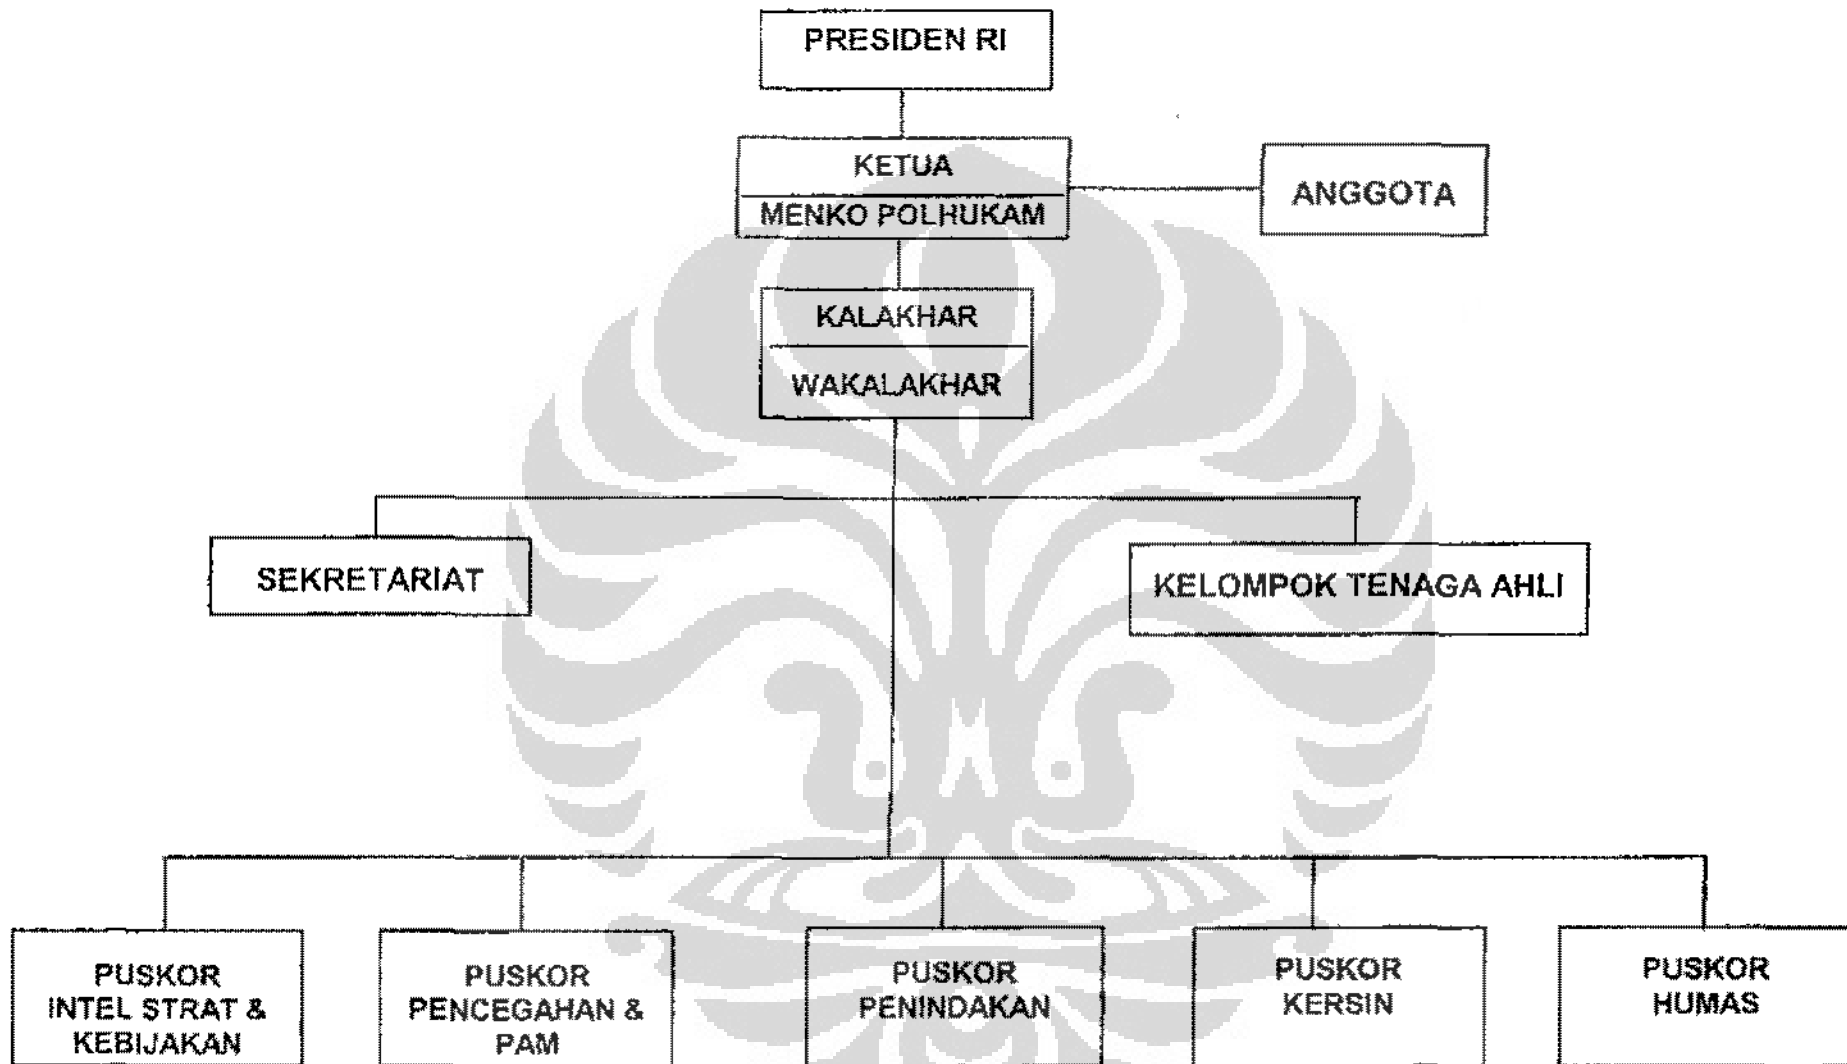 PRESIDEN RI
KETUA
MENKO POLHUKAM
ANGGOTA
KALAKHAR
WAKALAKHAR
SEKRETARIAT
KELOMPOK TENAGA AHLI
PUSKOR
INTEL STRAT &
KEBIJAKAN
PUSKOR
PENCEGAHAN &
PAM
PUSKOR
PENINDAKAN
PUSKOR
KERSIN
PUSKOR
HUMAS